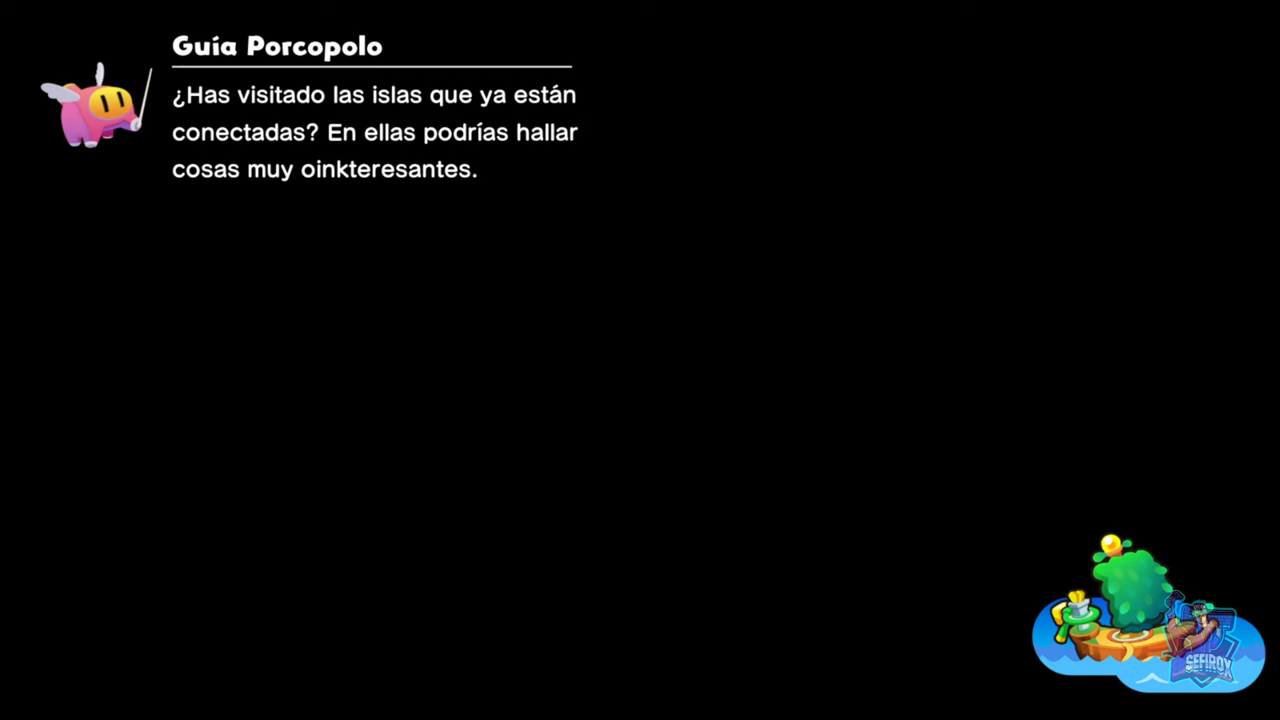 Guía Porcopolo
¿Has visitado las islas que ya están
conectadas? En ellas podrías hallar
cosas muy oinkteresantes.
SEFIROX